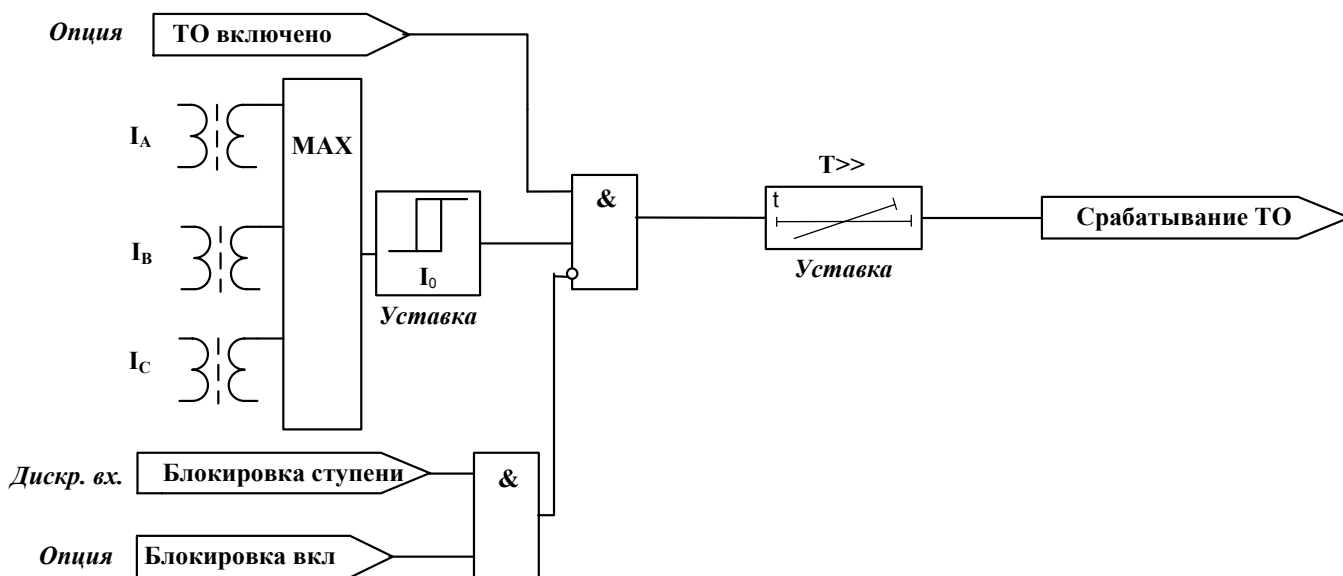 Опция
ТО включено
I_A
MAX
I_B
I_C
I_0
Уставка
&
T>>
t
Уставка
Срабатывание ТО
Дискр. вх.
Блокировка ступени
&
Опция
Блокировка вкл